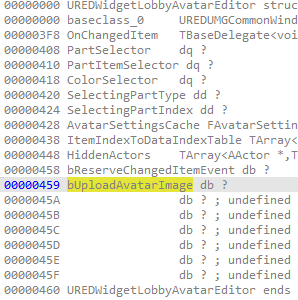 00000000 UREDWidgetLobbyAvatarEditor struc
00000000 baseclass_0 UREDUMGCommonWind
000003F8 OnChangedItem TBaseDelegate<voi
00000408 PartSelector dq ?
00000410 PartItemSelector dq ?
00000418 ColorSelector dq ?
00000420 SelectingPartType dd ?
00000424 SelectingPartIndex dd ?
00000428 AvatarSettingsCache FAvatarSettin
00000438 ItemIndexToDataIndexTable TArray<
00000448 HiddenActors TArray<AActor *,T
00000458 bReserveChangedItemEvent db ?
00000459 bUploadAvatarImage db ?
0000045A db ? ; undefined
0000045B db ? ; undefined
0000045C db ? ; undefined
0000045D db ? ; undefined
0000045E db ? ; undefined
0000045F db ? ; undefined
00000460 UREDWidgetLobbyAvatarEditor ends